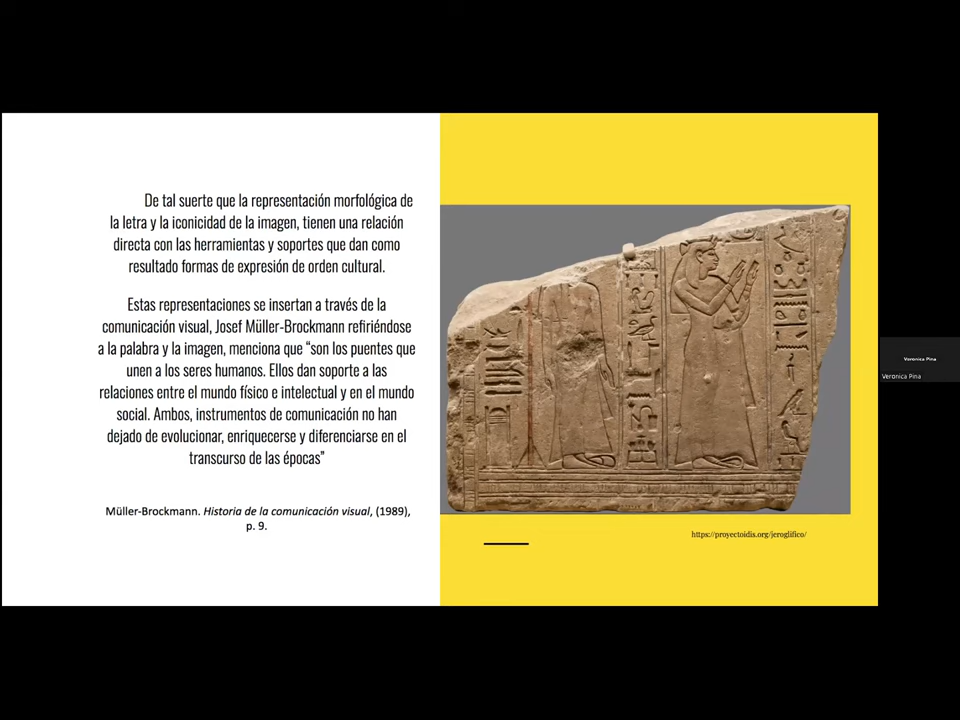 De tal suerte que la representación morfológica de
la letra y la iconicidad de la imagen, tienen una relación
directa con las herramientas y soportes que dan como
resultado formas de expresión de orden cultural.
Estas representaciones se insertan a través de la
comunicación visual, Josef Müller-Brockmann refiriéndose
a la palabra y la imagen, menciona que “son los puentes que
unen a los seres humanos. Ellos dan soporte a las
relaciones entre el mundo físico e intelectual y en el mundo
social. Ambos, instrumentos de comunicación no han
dejado de evolucionar, enriquecerse y diferenciarse en el
transcurso de las épocas”
Müller-Brockmann. Historia de la comunicación visual, (1989),
p. 9.
https://proyectoidis.org/jeroglifico/
Veronica Pina
Veronica Pina